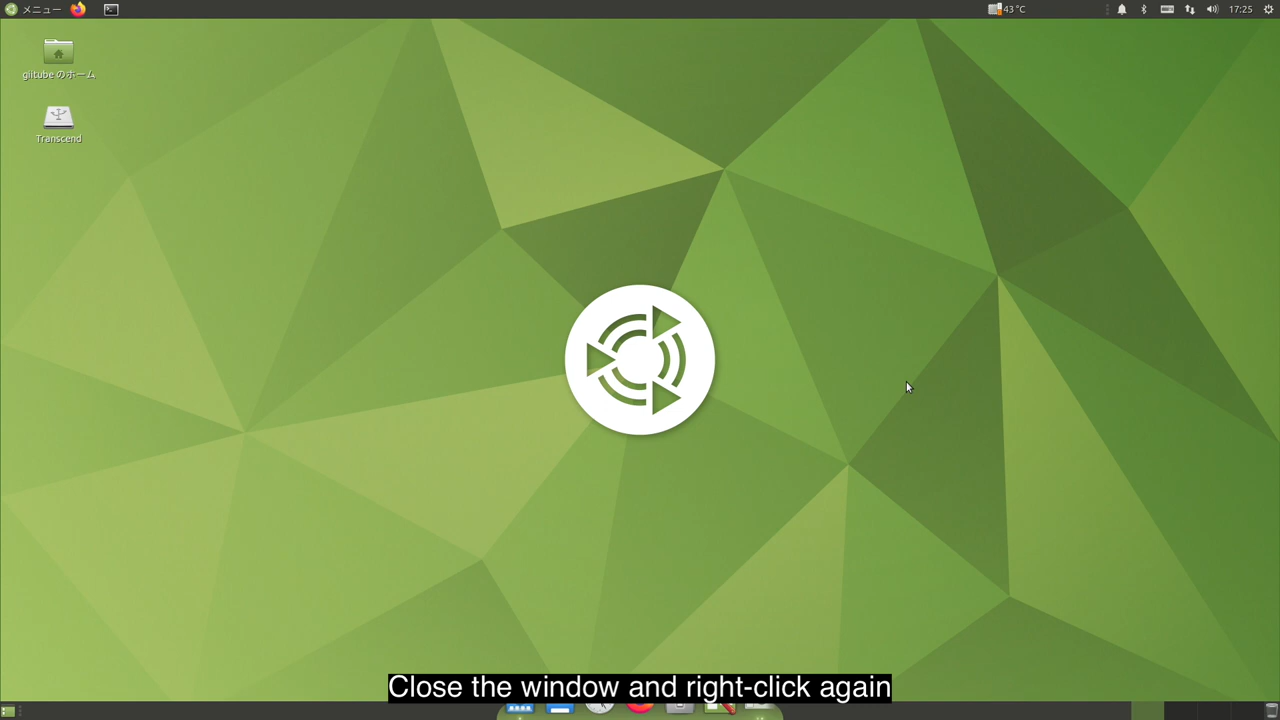 メニュー
43 °C
17:25
giitube のホーム
Transcend
Close the window and right-click again